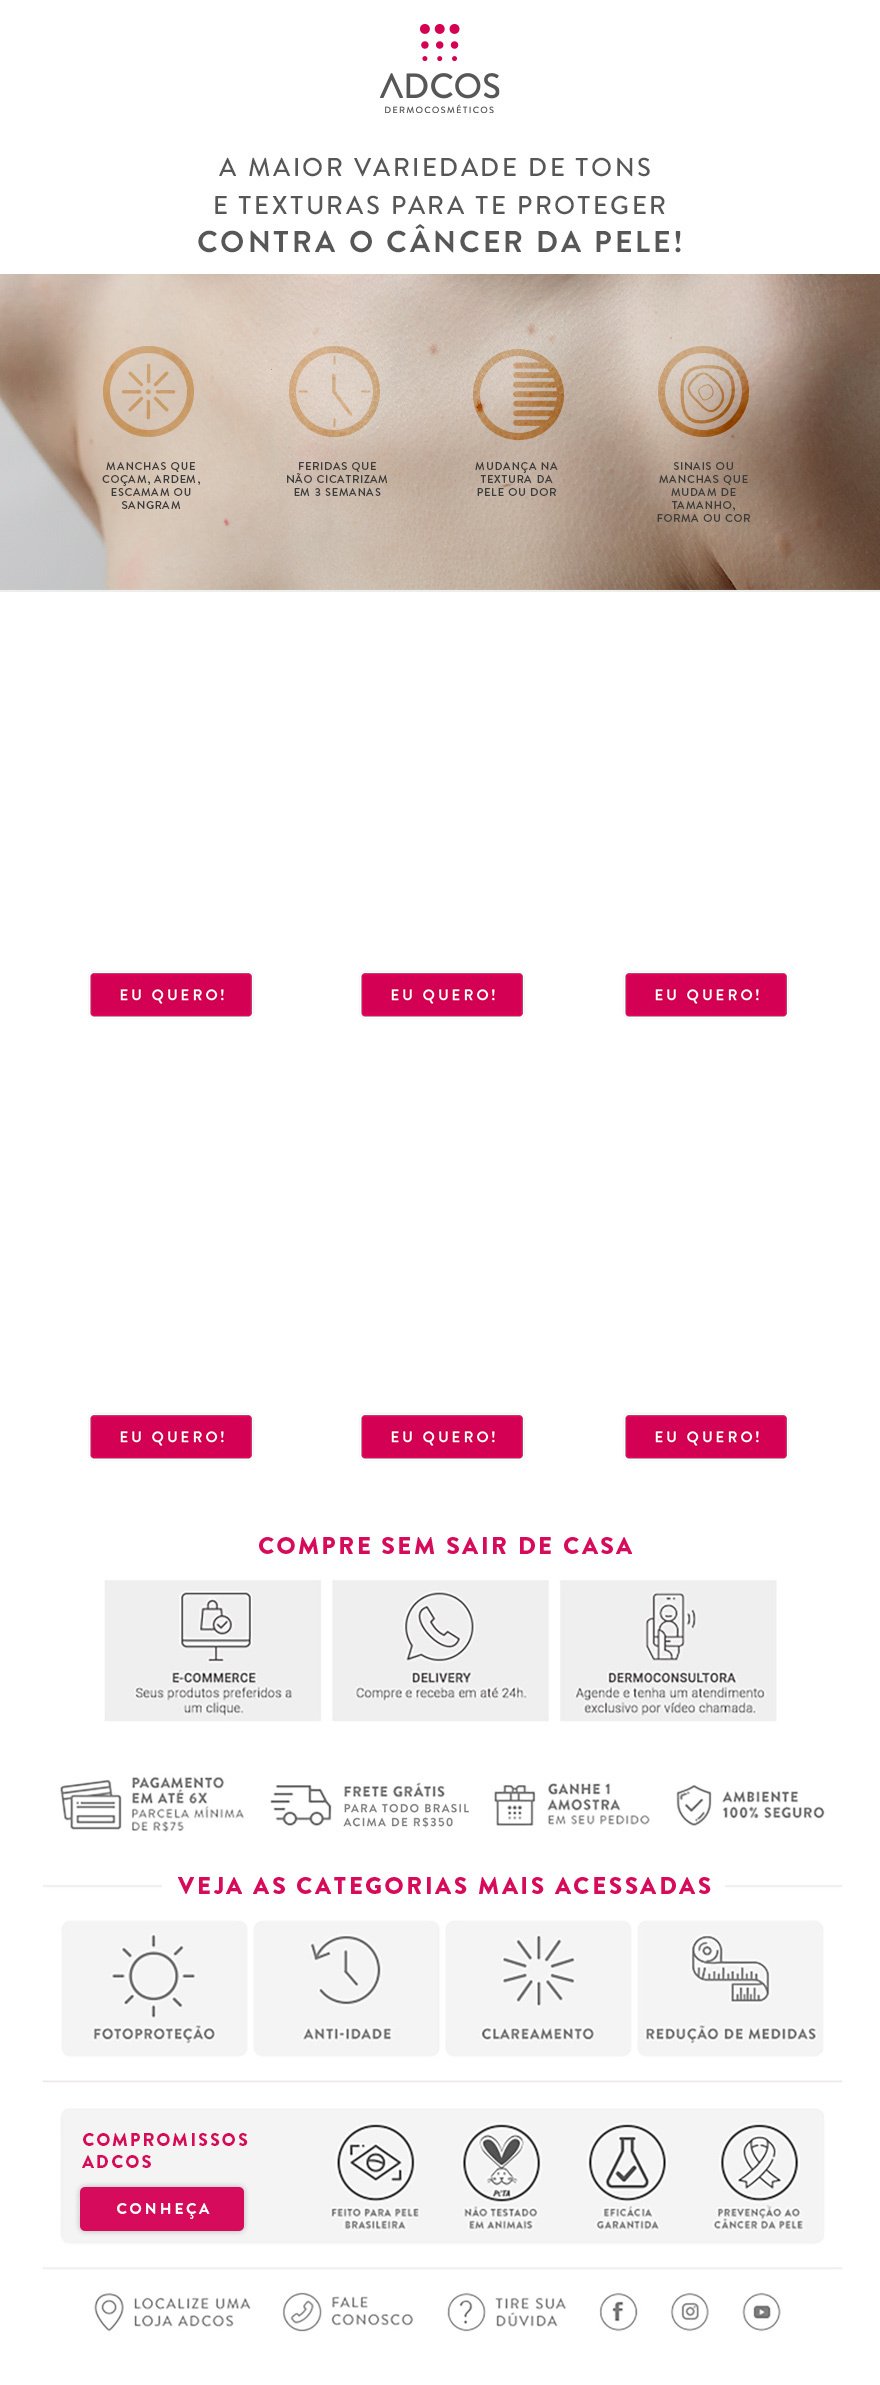 ADCOS
DERMOCOSMÉTICOS
A MAIOR VARIEDADE DE TONS
E TEXTURAS PARA TE PROTEGER
CONTRA O CÂNCER DA PELE!
MANCHAS QUE
COÇAM, ARDEM,
ESCAMAM OU
SANGRAM
FERIDAS QUE
NÃO CICATRIZAM
EM 3 SEMANAS
MUDANÇA NA
TEXTURA DA
PELE OU DOR
SINAIS OU
MANCHAS QUE
MUDAM DE
TAMANHO,
FORMA OU COR
EU QUERO!
EU QUERO!
EU QUERO!
EU QUERO!
EU QUERO!
EU QUERO!
COMPRE SEM SAIR DE CASA
E-COMMERCE
Seus produtos preferidos a
um clique.
DELIVERY
Compre e receba em até 24h.
DERMOCONSULTORA
Agende e tenha um atendimento
exclusivo por vídeo chamada.
PAGAMENTO
EM ATÉ 6X
PARCELA MÍNIMA
DE R$75
FRETE GRÁTIS
PARA TODO BRASIL
ACIMA DE R$350
GANHE 1
AMOSTRA
EM SEU PEDIDO
AMBIENTE
100% SEGURO
VEJA AS CATEGORIAS MAIS ACESSADAS
FOTOPROTEÇÃO
ANTI-IDADE
CLAREAMENTO
REDUÇÃO DE MEDIDAS
COMPROMISSOS
ADCOS
CONHEÇA
FEITO PARA PELE
BRASILEIRA
PETA
NÃO TESTADO
EM ANIMAIS
EFICÁCIA
GARANTIDA
PREVENÇÃO AO
CÂNCER DA PELE
LOCALIZE UMA
LOJA ADCOS
FALE
CONOSCO
TIRE SUA
DÚVIDA